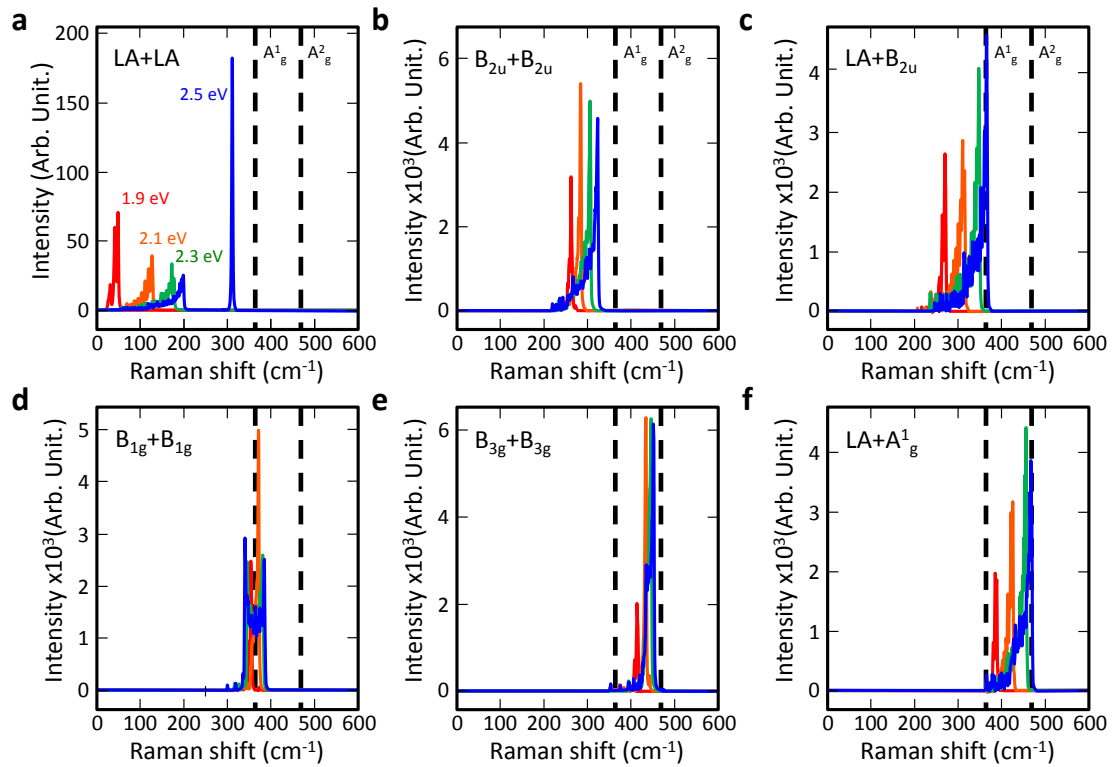 a
LA+LA
A¹g
A²g
2.5 eV
1.9 eV
2.1 eV
2.3 eV
Intensity (Arb. Unit.)
200
150
100
50
0
0 100 200 300 400 500 600
Raman shift (cm⁻¹)
b
B2u+B2u
A¹g
A²g
Intensity x10³(Arb. Unit.)
6
4
2
0
0 100 200 300 400 500 600
Raman shift (cm⁻¹)
c
LA+B2u
A¹g
A²g
Intensity x10³(Arb. Unit.)
4
3
2
1
0
0 100 200 300 400 500 600
Raman shift (cm⁻¹)
d
B1g+B1g
Intensity x10³(Arb. Unit.)
5
4
3
2
1
0
0 100 200 300 400 500 600
Raman shift (cm⁻¹)
e
B3g+B3g
Intensity x10³(Arb. Unit.)
6
4
2
0
0 100 200 300 400 500 600
Raman shift (cm⁻¹)
f
LA+A¹g
Intensity x10³(Arb. Unit.)
4
3
2
1
0
0 100 200 300 400 500 600
Raman shift (cm⁻¹)